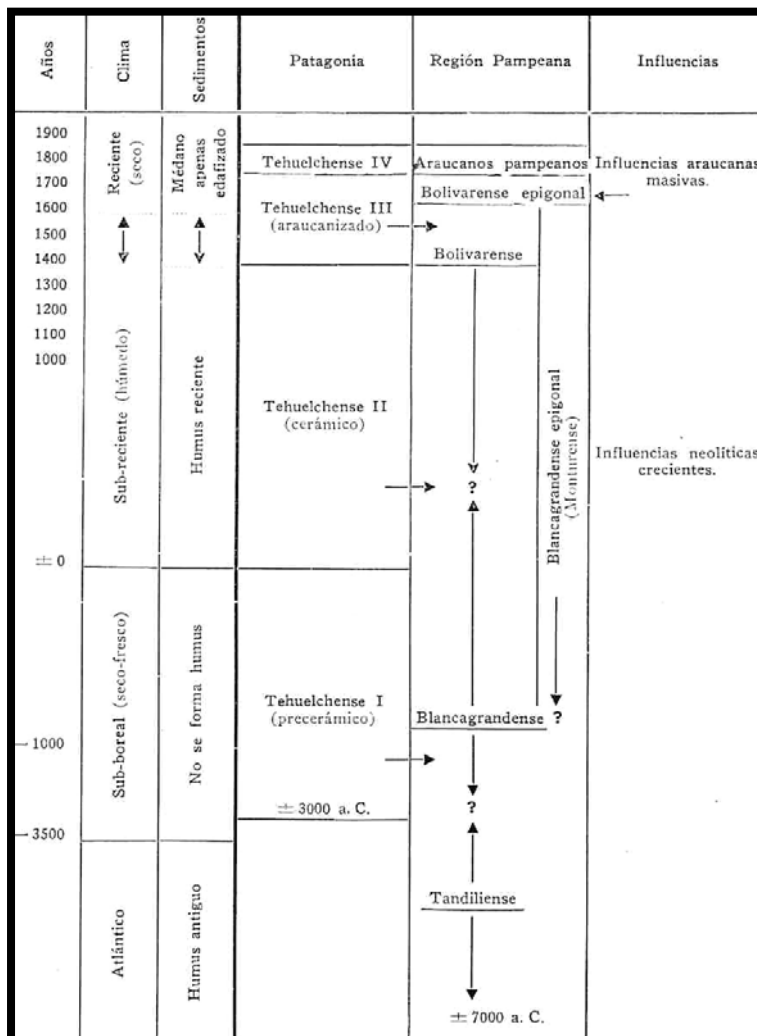 Años
Clima
Sedimentos
Patagonia
Región Pampeana
Influencias
1900
1800
1700
1600
1500
1400
1300
1200
1100
1000
± 0
—1000
—3500
Reciente
(seco)
Sub-reciente (húmedo)
Sub-boreal (seco-fresco)
Atlántico
Médano
apenas
edafizado
Humus reciente
No se forma humus
Humus antiguo
Tehuelchense IV
Tehuelchense III
(araucanizado)
Tehuelchense II
(cerámico)
Tehuelchense I
(precerámico)
± 3000 a. C.
Araucanos pampeanos
Bolivarense epigonal
Bolivarense
?
Blancagrandense epigonal
(Monturense)
?
Blancagrandense
?
Tandiliense
± 7000 a. C.
Influencias araucanas
masivas.
Influencias neolíticas
crecientes.